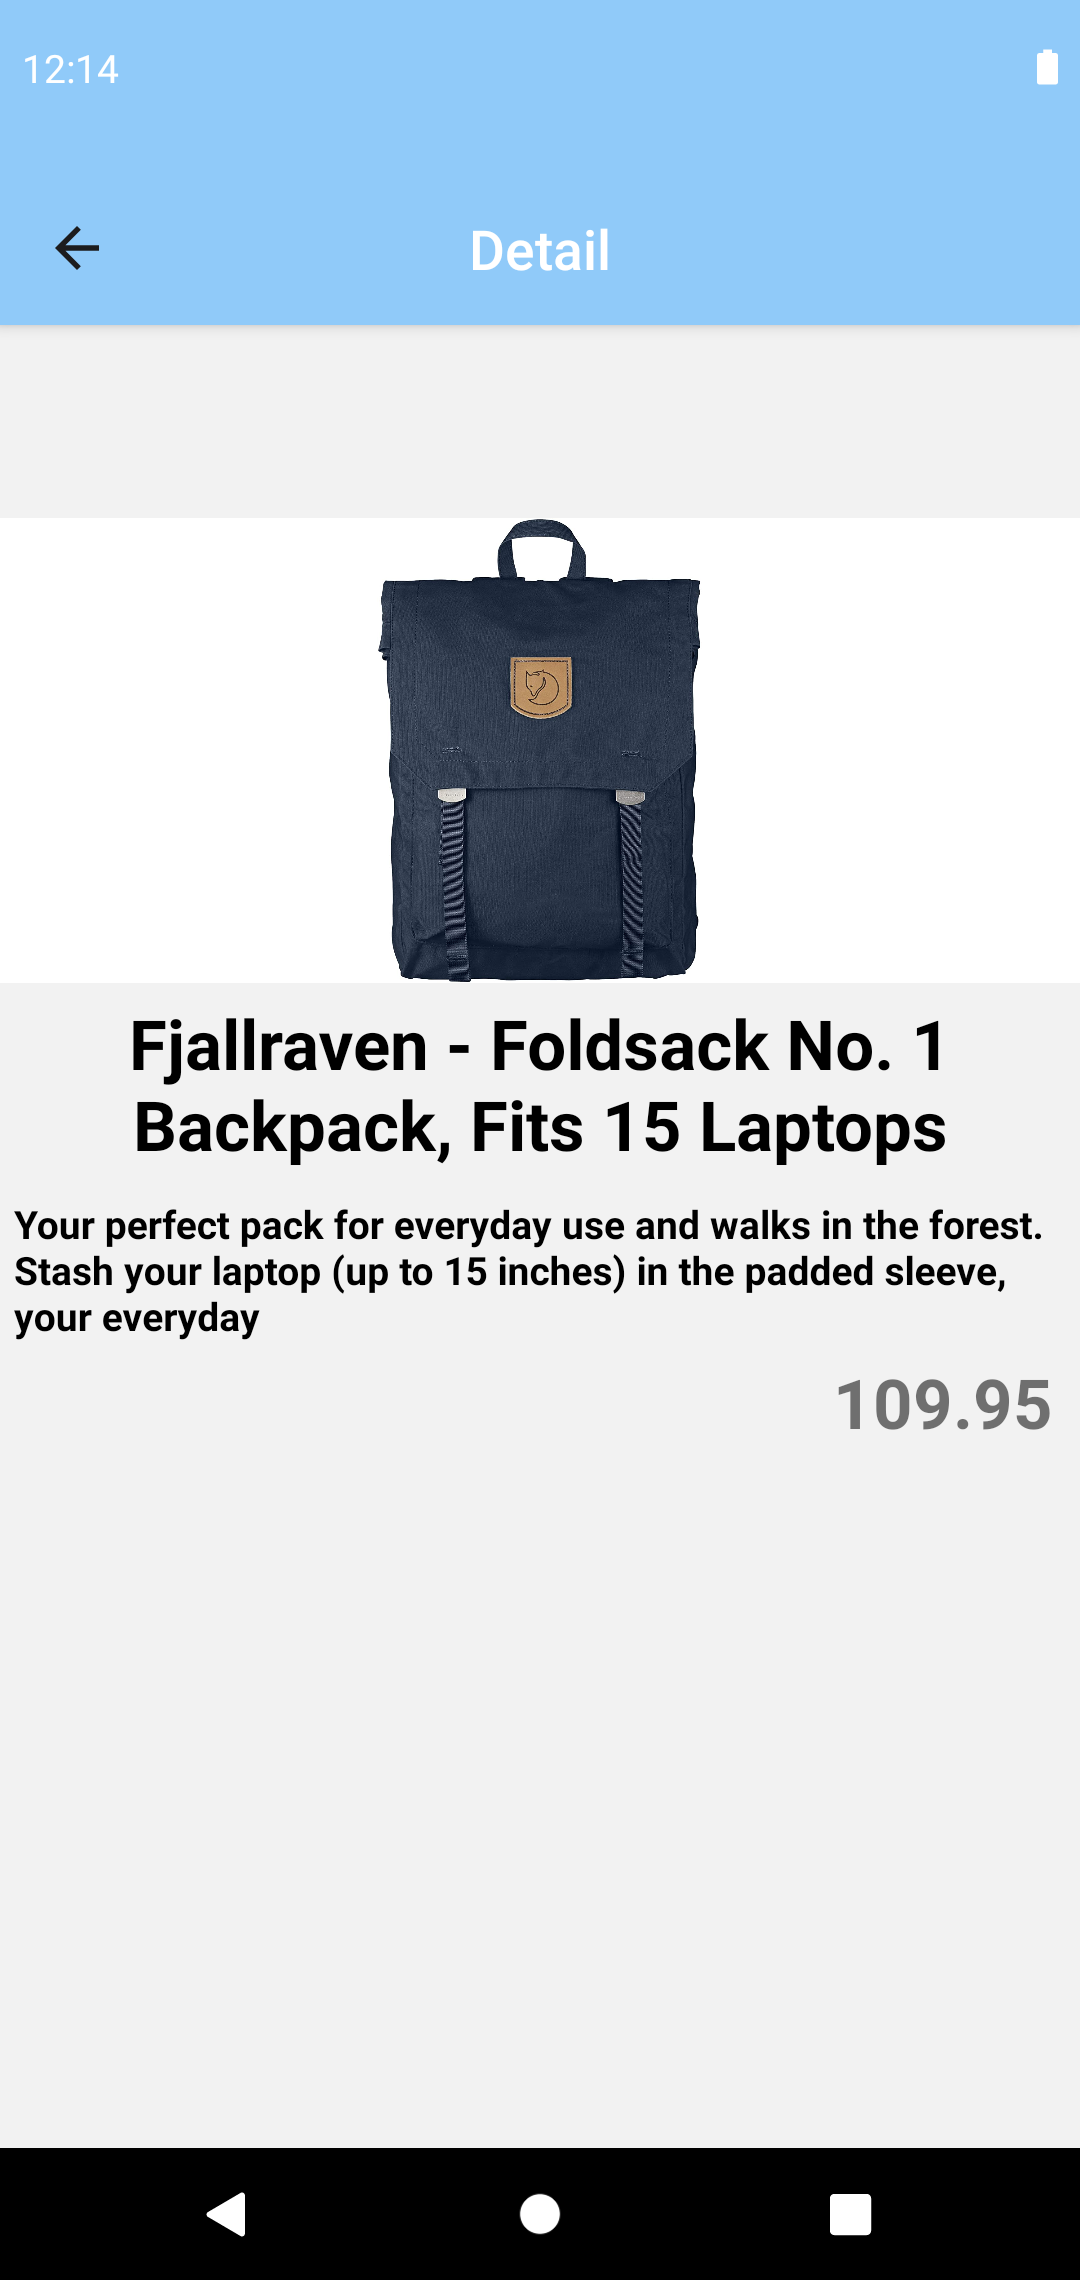 12:14
Detail
Fjallraven - Foldsack No. 1
Backpack, Fits 15 Laptops
Your perfect pack for everyday use and walks in the forest.
Stash your laptop (up to 15 inches) in the padded sleeve,
your everyday
109.95